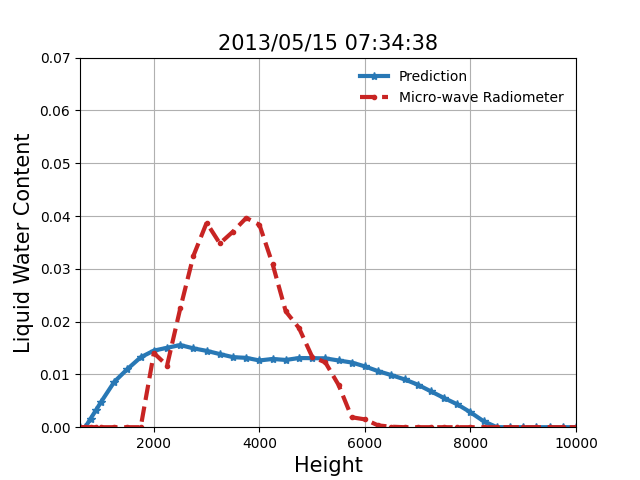 2013/05/15 07:34:38
0.07
0.06
0.05
0.04
0.03
0.02
0.01
0.00
Liquid Water Content
Prediction
Micro-wave Radiometer
2000 4000 6000 8000 10000
Height